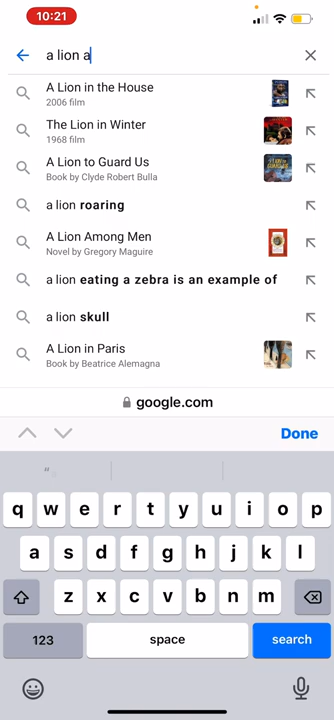 10:21
a lion a
A Lion in the House
2006 film
The Lion in Winter
1968 film
A Lion to Guard Us
Book by Clyde Robert Bulla
a lion roaring
A Lion Among Men
Novel by Gregory Maguire
a lion eating a zebra is an example of
a lion skull
A Lion in Paris
Book by Beatrice Alemagna
google.com
Done
q w e r t y u i o p
a s d f g h j k l
z x c v b n m
123 space search